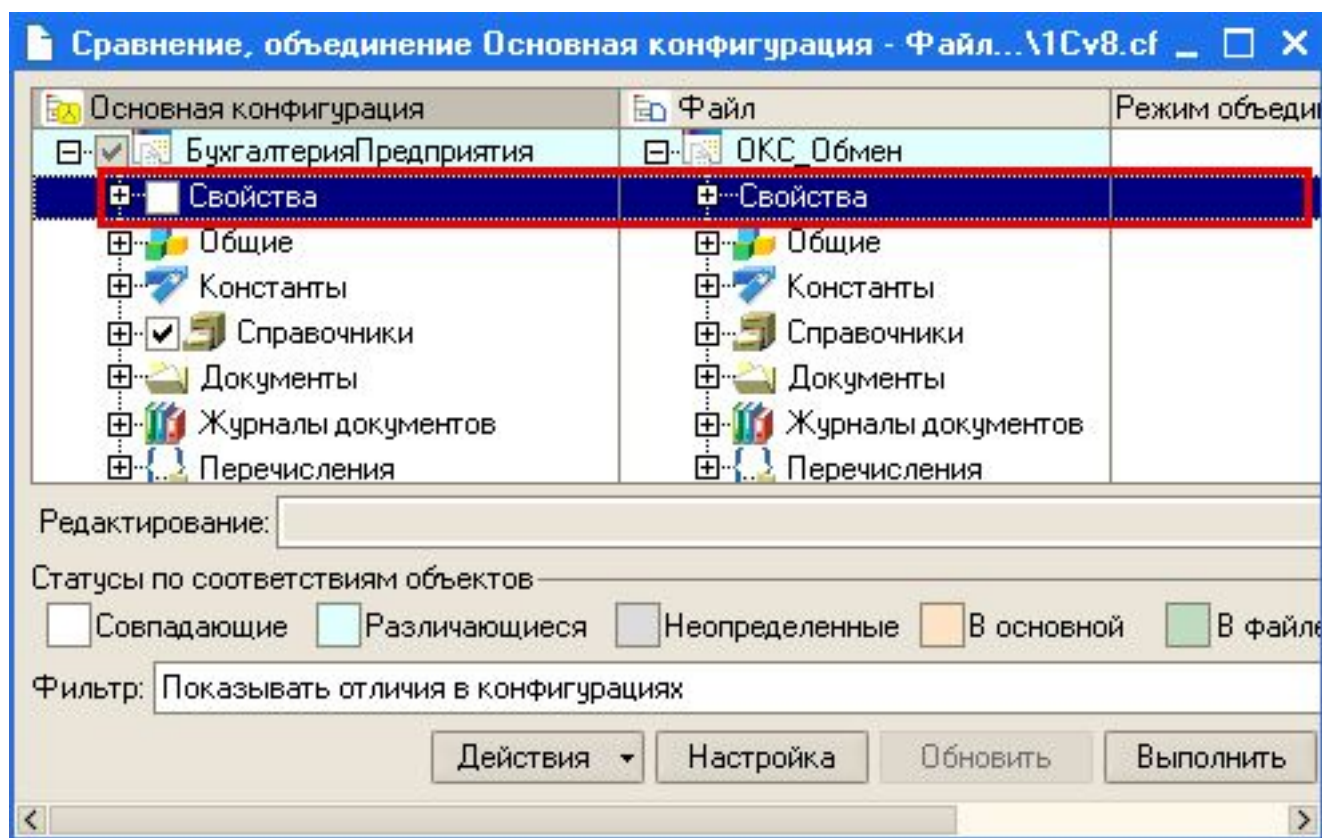 Сравнение, объединение Основная конфигурация - Файл...\1Cv8.cf
Основная конфигурация Файл Режим объеди
БухгалтерияПредприятия ОКС_Обмен
Свойства Свойства
Общие Общие
Константы Константы
Справочники Справочники
Документы Документы
Журналы документов Журналы документов
Перечисления Перечисления
Редактирование:
Статусы по соответствиям объектов
Совпадающие Различающиеся Неопределенные В основной В файле
Фильтр: Показывать отличия в конфигурациях
Действия Настройка Обновить Выполнить